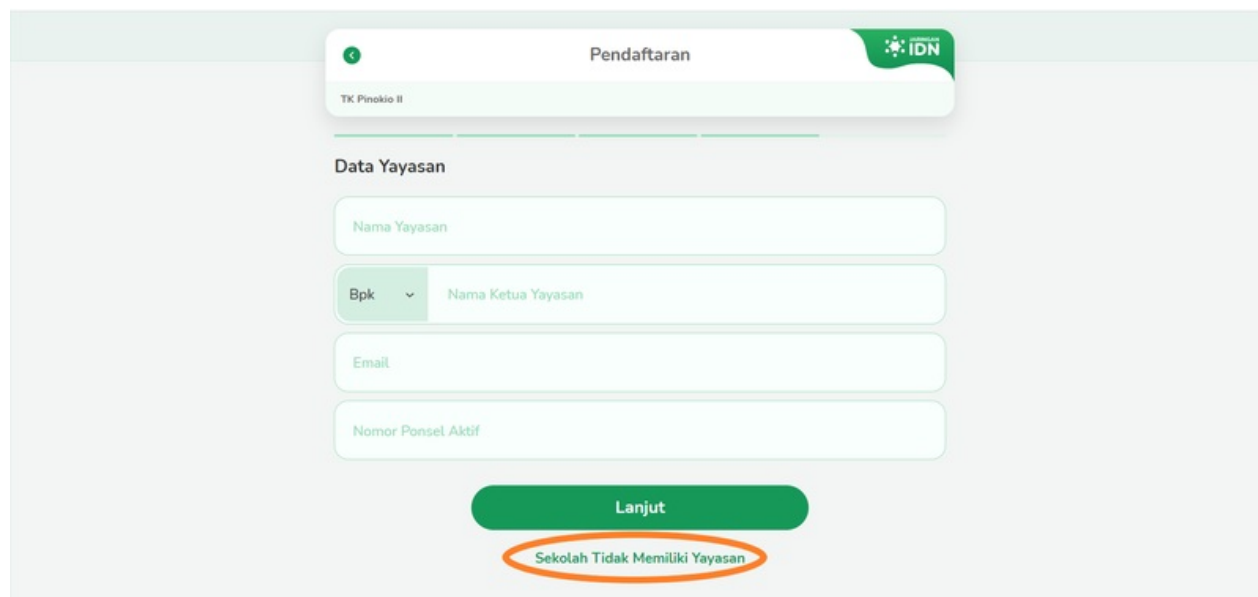 Pendaftaran
JARINGAN
IDN
TK Pinokio II
Data Yayasan
Nama Yayasan
Bpk
Nama Ketua Yayasan
Email
Nomor Ponsel Aktif
Lanjut
Sekolah Tidak Memiliki Yayasan